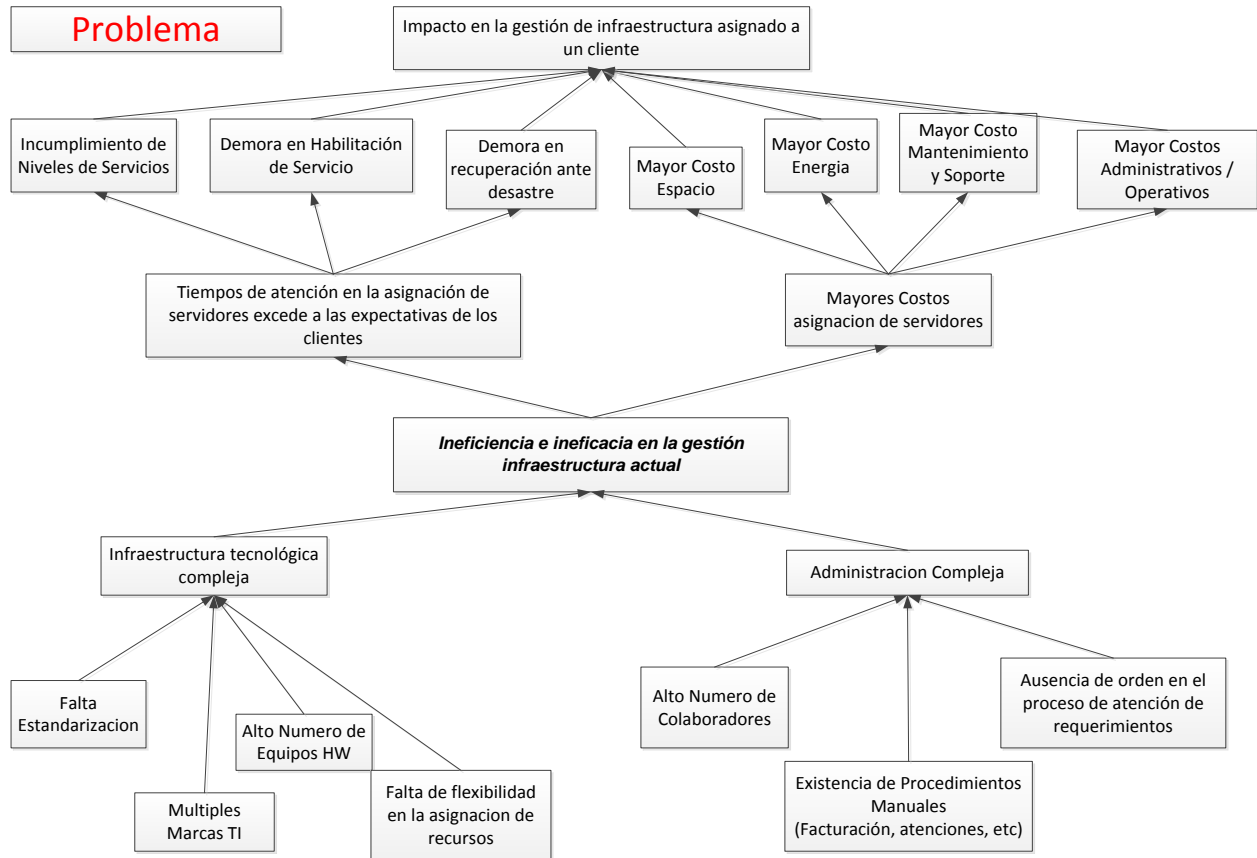 Problema
Impacto en la gestión de infraestructura asignado a
un cliente
Incumplimiento de
Niveles de Servicios
Demora en Habilitación
de Servicio
Demora en
recuperación ante
desastre
Mayor Costo
Espacio
Mayor Costo
Energia
Mayor Costo
Mantenimiento
y Soporte
Mayor Costos
Administrativos /
Operativos
Tiempos de atención en la asignación de
servidores excede a las expectativas de los
clientes
Mayores Costos
asignacion de servidores
Ineficiencia e ineficacia en la gestión
infraestructura actual
Infraestructura tecnológica
compleja
Administracion Compleja
Falta
Estandarizacion
Multiples
Marcas TI
Alto Numero de
Equipos HW
Falta de flexibilidad
en la asignacion de
recursos
Alto Numero de
Colaboradores
Existencia de Procedimientos
Manuales
(Facturación, atenciones, etc)
Ausencia de orden en el
proceso de atención de
requerimientos